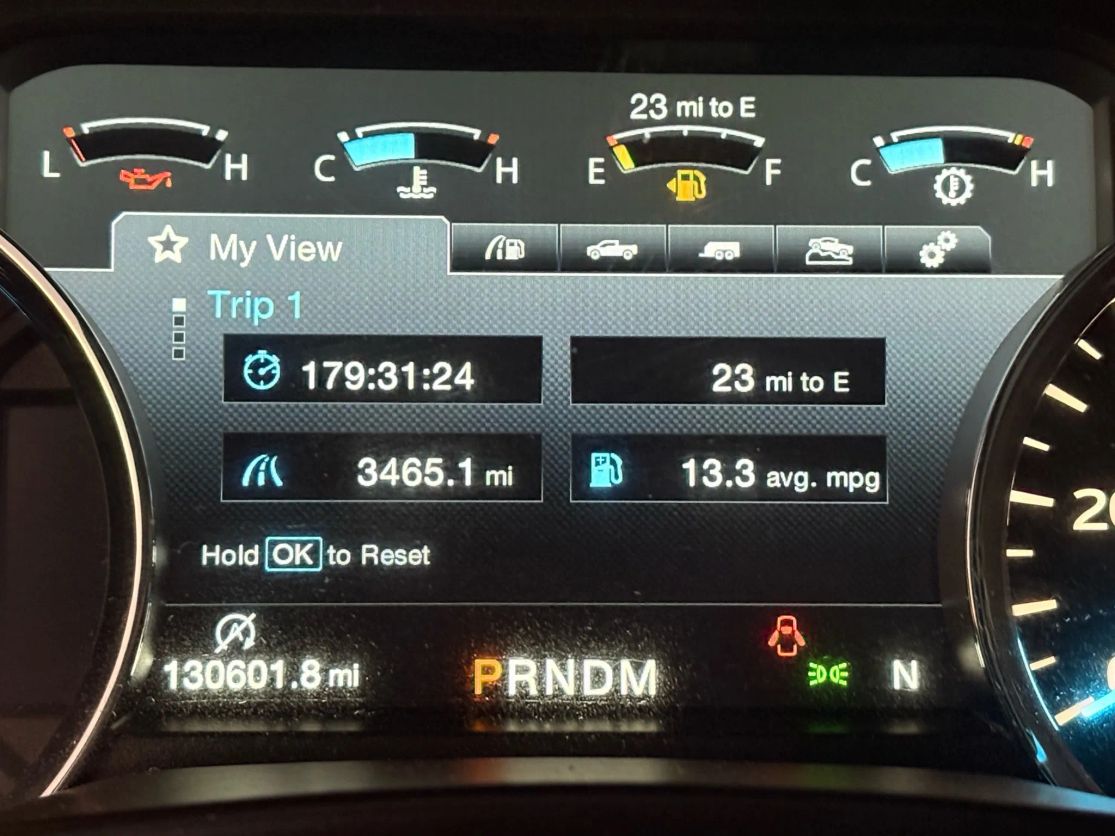 23 mi to E
L H C H E F C H
My View
Trip 1
179:31:24 23 mi to E
3465.1 mi 13.3 avg. mpg
Hold OK to Reset
130601.8 mi PRNDM N